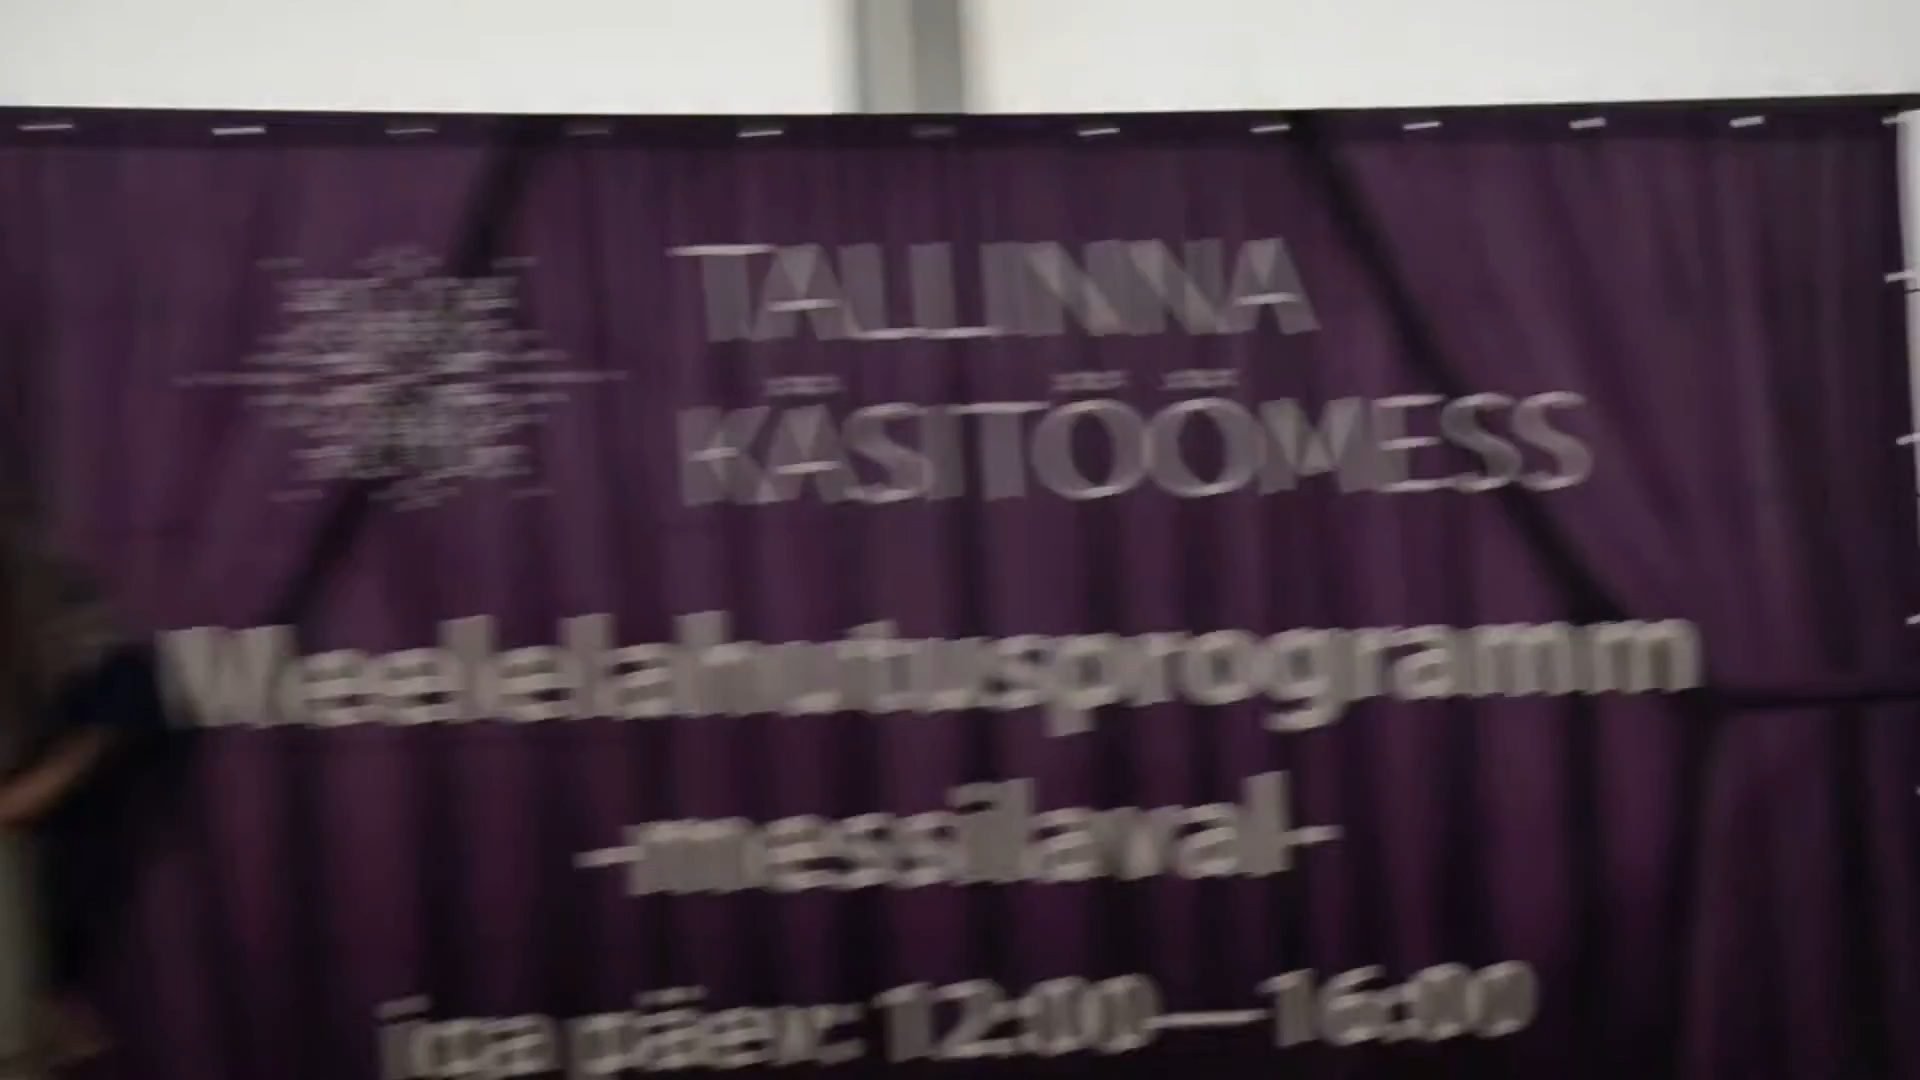 TALLINNA
KÄSITÖÖMESS
Meelelahutusprogramm
-messilaval-
iga päev: 12:00—16:00